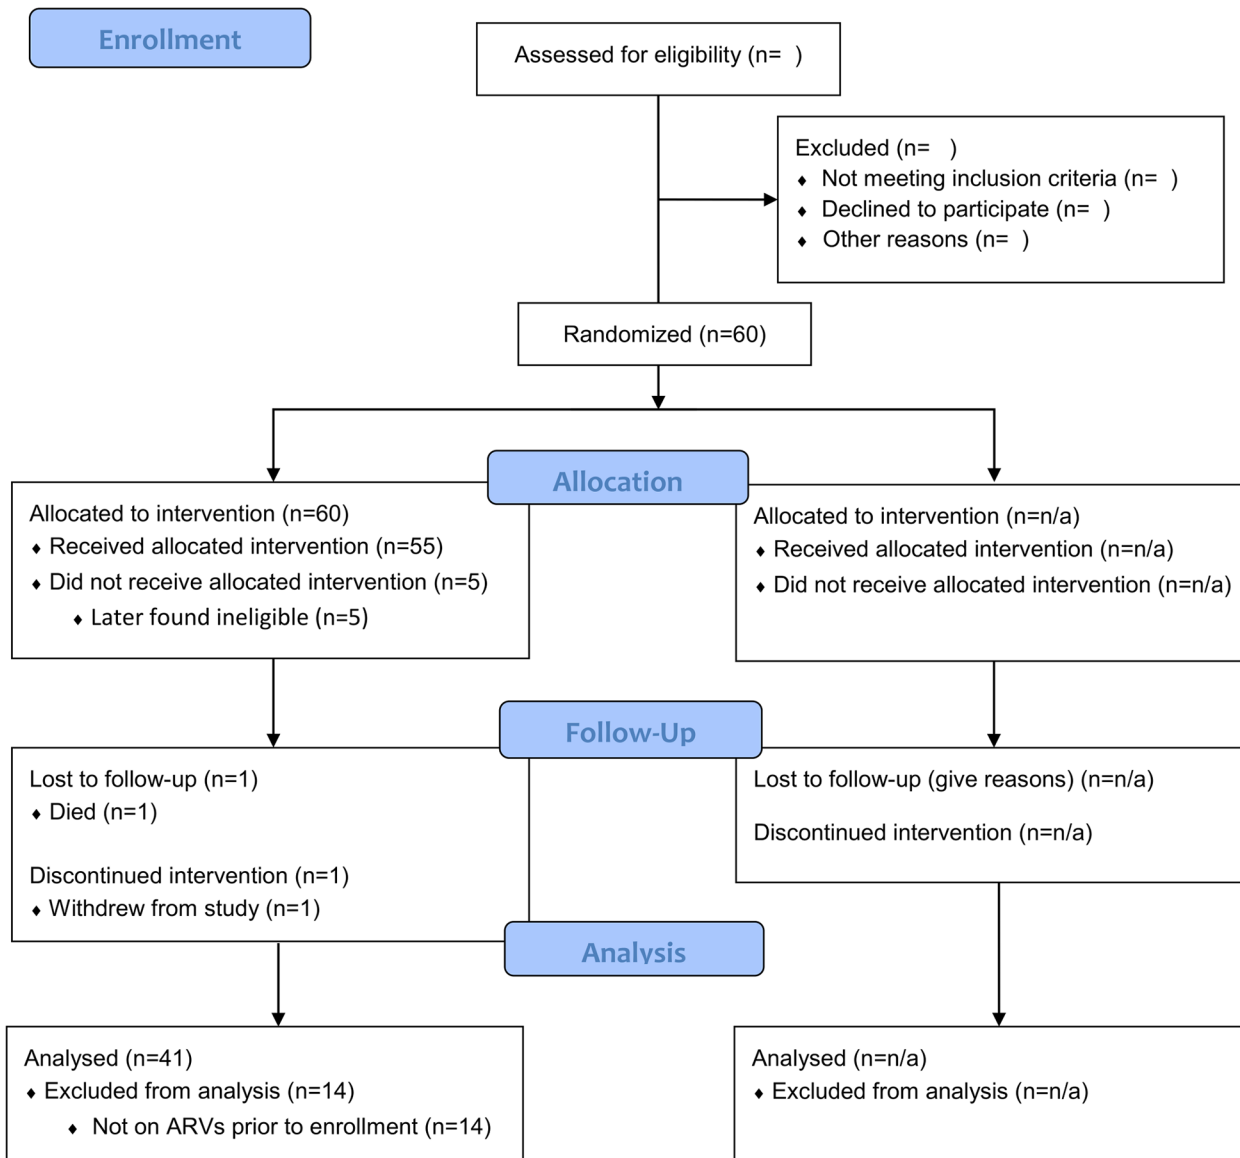 Enrollment
Assessed for eligibility (n=  )
Excluded (n=   )
♦ Not meeting inclusion criteria (n=  )
♦ Declined to participate (n=  )
♦ Other reasons (n=  )
Randomized (n=60)
Allocation
Allocated to intervention (n=60)
♦ Received allocated intervention (n=55)
♦ Did not receive allocated intervention (n=5)
♦ Later found ineligible (n=5)
Allocated to intervention (n=n/a)
♦ Received allocated intervention (n=n/a)
♦ Did not receive allocated intervention (n=n/a)
Follow-Up
Lost to follow-up (n=1)
♦ Died (n=1)
Discontinued intervention (n=1)
♦ Withdrew from study (n=1)
Lost to follow-up (give reasons) (n=n/a)
Discontinued intervention (n=n/a)
Analysis
Analysed (n=41)
♦ Excluded from analysis (n=14)
♦ Not on ARVs prior to enrollment (n=14)
Analysed (n=n/a)
♦ Excluded from analysis (n=n/a)